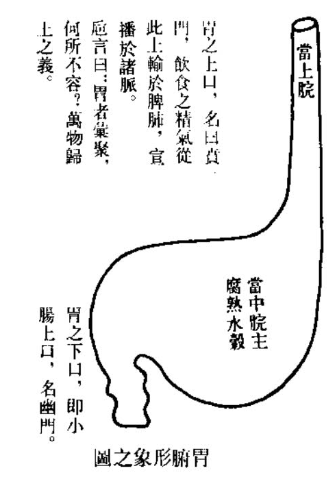 當上脘
胃之上口，名曰賁
門，飲食之精氣從
此上輸於脾肺，宣
播於諸脈。
巵言曰：胃者彙聚，
何所不容？萬物歸
土之義。
當中脘主
腐熟水穀
胃之下口，即小
腸上口，名幽門。
胃腑形象之圖